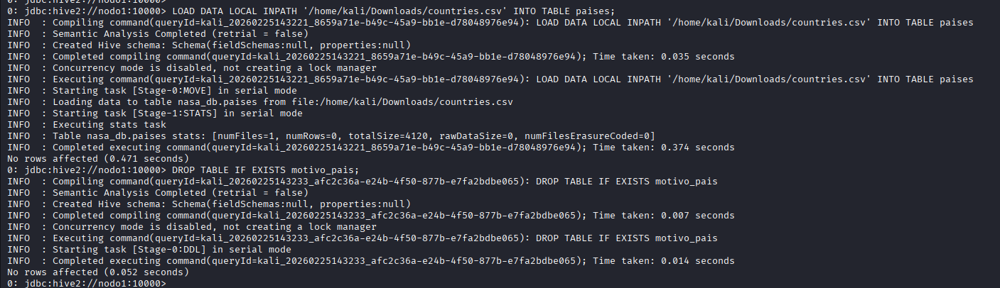 0: jdbc:hive2://nodo1:10000>
0: jdbc:hive2://nodo1:10000> LOAD DATA LOCAL INPATH '/home/kali/Downloads/countries.csv' INTO TABLE paises;
INFO  : Compiling command(queryId=kali_20260225143221_8659a71e-b49c-45a9-bb1e-d78048976e94): LOAD DATA LOCAL INPATH '/home/kali/Downloads/countries.csv' INTO TABLE paises
INFO  : Semantic Analysis Completed (retrial = false)
INFO  : Created Hive schema: Schema(fieldSchemas:null, properties:null)
INFO  : Completed compiling command(queryId=kali_20260225143221_8659a71e-b49c-45a9-bb1e-d78048976e94); Time taken: 0.035 seconds
INFO  : Concurrency mode is disabled, not creating a lock manager
INFO  : Executing command(queryId=kali_20260225143221_8659a71e-b49c-45a9-bb1e-d78048976e94): LOAD DATA LOCAL INPATH '/home/kali/Downloads/countries.csv' INTO TABLE paises
INFO  : Starting task [Stage-0:MOVE] in serial mode
INFO  : Loading data to table nasa_db.paises from file:/home/kali/Downloads/countries.csv
INFO  : Starting task [Stage-1:STATS] in serial mode
INFO  : Executing stats task
INFO  : Table nasa_db.paises stats: [numFiles=1, numRows=0, totalSize=4120, rawDataSize=0, numFilesErasureCoded=0]
INFO  : Completed executing command(queryId=kali_20260225143221_8659a71e-b49c-45a9-bb1e-d78048976e94); Time taken: 0.374 seconds
No rows affected (0.471 seconds)
0: jdbc:hive2://nodo1:10000> DROP TABLE IF EXISTS motivo_pais;
INFO  : Compiling command(queryId=kali_20260225143233_afc2c36a-e24b-4f50-877b-e7fa2bdbe065): DROP TABLE IF EXISTS motivo_pais
INFO  : Semantic Analysis Completed (retrial = false)
INFO  : Created Hive schema: Schema(fieldSchemas:null, properties:null)
INFO  : Completed compiling command(queryId=kali_20260225143233_afc2c36a-e24b-4f50-877b-e7fa2bdbe065); Time taken: 0.007 seconds
INFO  : Concurrency mode is disabled, not creating a lock manager
INFO  : Executing command(queryId=kali_20260225143233_afc2c36a-e24b-4f50-877b-e7fa2bdbe065): DROP TABLE IF EXISTS motivo_pais
INFO  : Starting task [Stage-0:DDL] in serial mode
INFO  : Completed executing command(queryId=kali_20260225143233_afc2c36a-e24b-4f50-877b-e7fa2bdbe065); Time taken: 0.014 seconds
No rows affected (0.052 seconds)
0: jdbc:hive2://nodo1:10000>